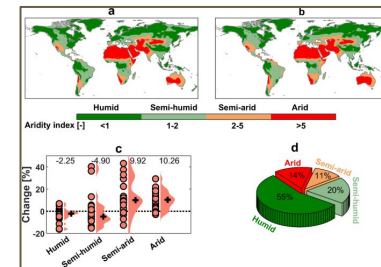 a b
Humid Semi-humid Semi-arid Arid
Aridity index [-] <1 1-2 2-5 >5
c
-2.25 -4.90 9.92 10.26
Change [%]
40
20
0
-20
Humid Semi-humid Semi-arid Arid
d
Arid 14%
Semi-arid 11%
Semi-humid 20%
Humid 55%